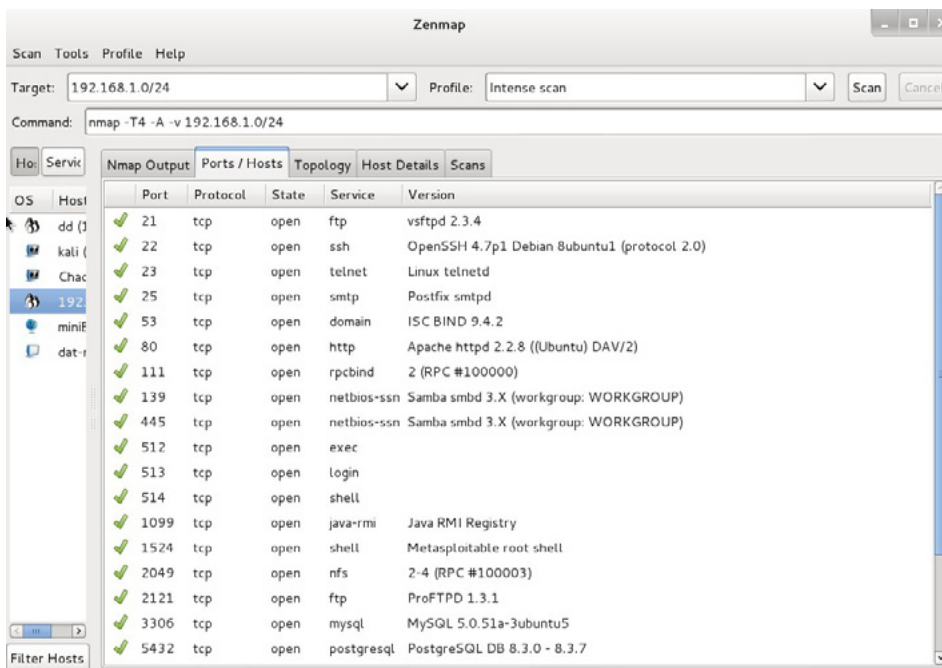 Zenmap
Scan Tools Profile Help
Target: 192.168.1.0/24 Profile: Intense scan Scan Cancel
Command: nmap -T4 -A -v 192.168.1.0/24
Nmap Output Ports / Hosts Topology Host Details Scans
OS Host
dd (1
kali (
Chac
192.
dat-r
Filter Hosts
Port Protocol State Service Version
21 tcp open ftp vsftpd 2.3.4
22 tcp open ssh OpenSSH 4.7p1 Debian 8ubuntu1 (protocol 2.0)
23 tcp open telnet Linux telnetd
25 tcp open smtp Postfix smtpd
53 tcp open domain ISC BIND 9.4.2
80 tcp open http Apache httpd 2.2.8 ((Ubuntu) DAV/2)
111 tcp open rpcbind 2 (RPC #100000)
139 tcp open netbios-ssn Samba smbd 3.X (workgroup: WORKGROUP)
445 tcp open netbios-ssn Samba smbd 3.X (workgroup: WORKGROUP)
512 tcp open exec
513 tcp open login
514 tcp open shell
1099 tcp open java-rmi Java RMI Registry
1524 tcp open shell Metasploitable root shell
2049 tcp open nfs 2-4 (RPC #100003)
2121 tcp open ftp ProFTPD 1.3.1
3306 tcp open mysql MySQL 5.0.51a-3ubuntu5
5432 tcp open postgresql PostgreSQL DB 8.3.0 - 8.3.7